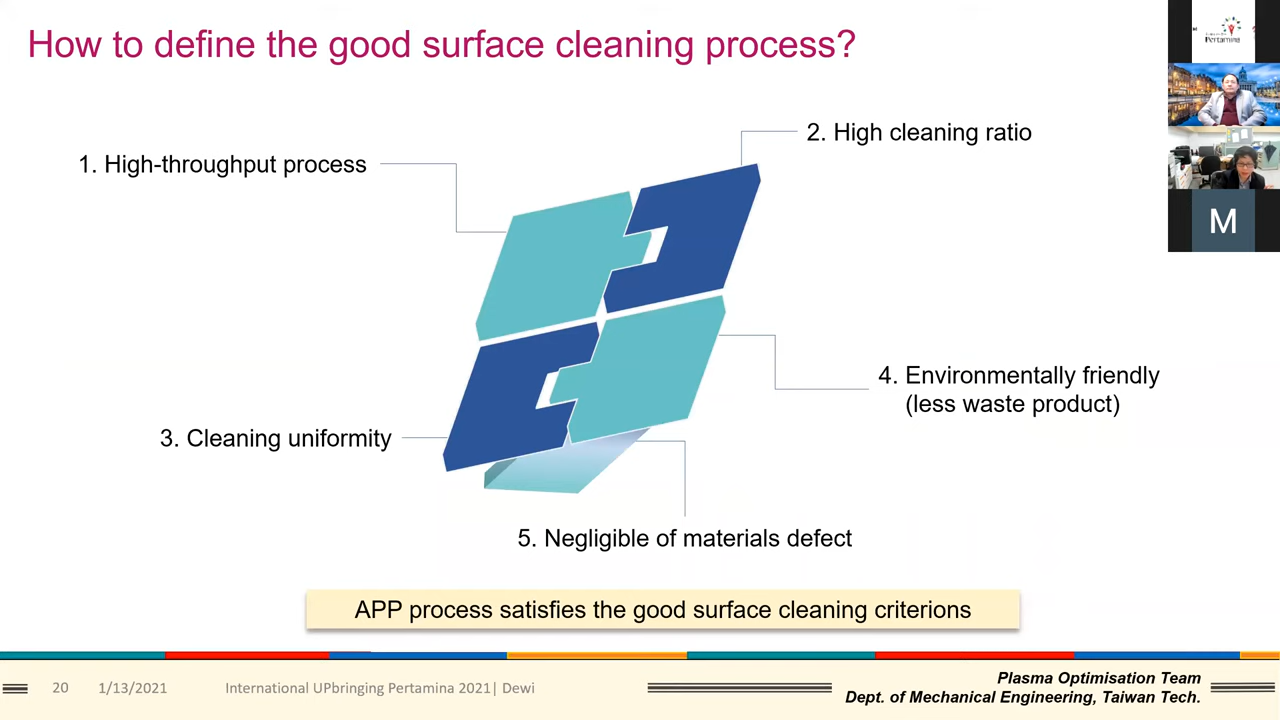 How to define the good surface cleaning process?
Pertamina
1. High-throughput process
2. High cleaning ratio
M
4. Environmentally friendly
(less waste product)
3. Cleaning uniformity
5. Negligible of materials defect
APP process satisfies the good surface cleaning criterions
20 1/13/2021 International UPbringing Pertamina 2021| Dewi
Plasma Optimisation Team
Dept. of Mechanical Engineering, Taiwan Tech.